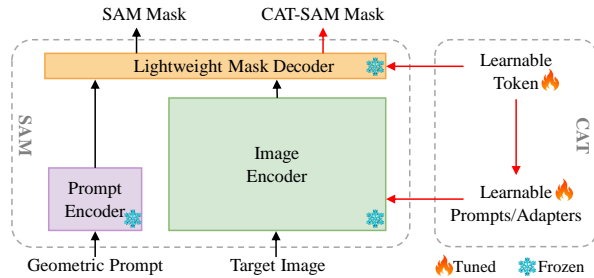 SAM Mask
CAT-SAM Mask
Lightweight Mask Decoder
Learnable
Token
SAM
Image
Encoder
CAT
Prompt
Encoder
Learnable
Prompts/Adapters
Geometric Prompt
Target Image
Tuned
Frozen